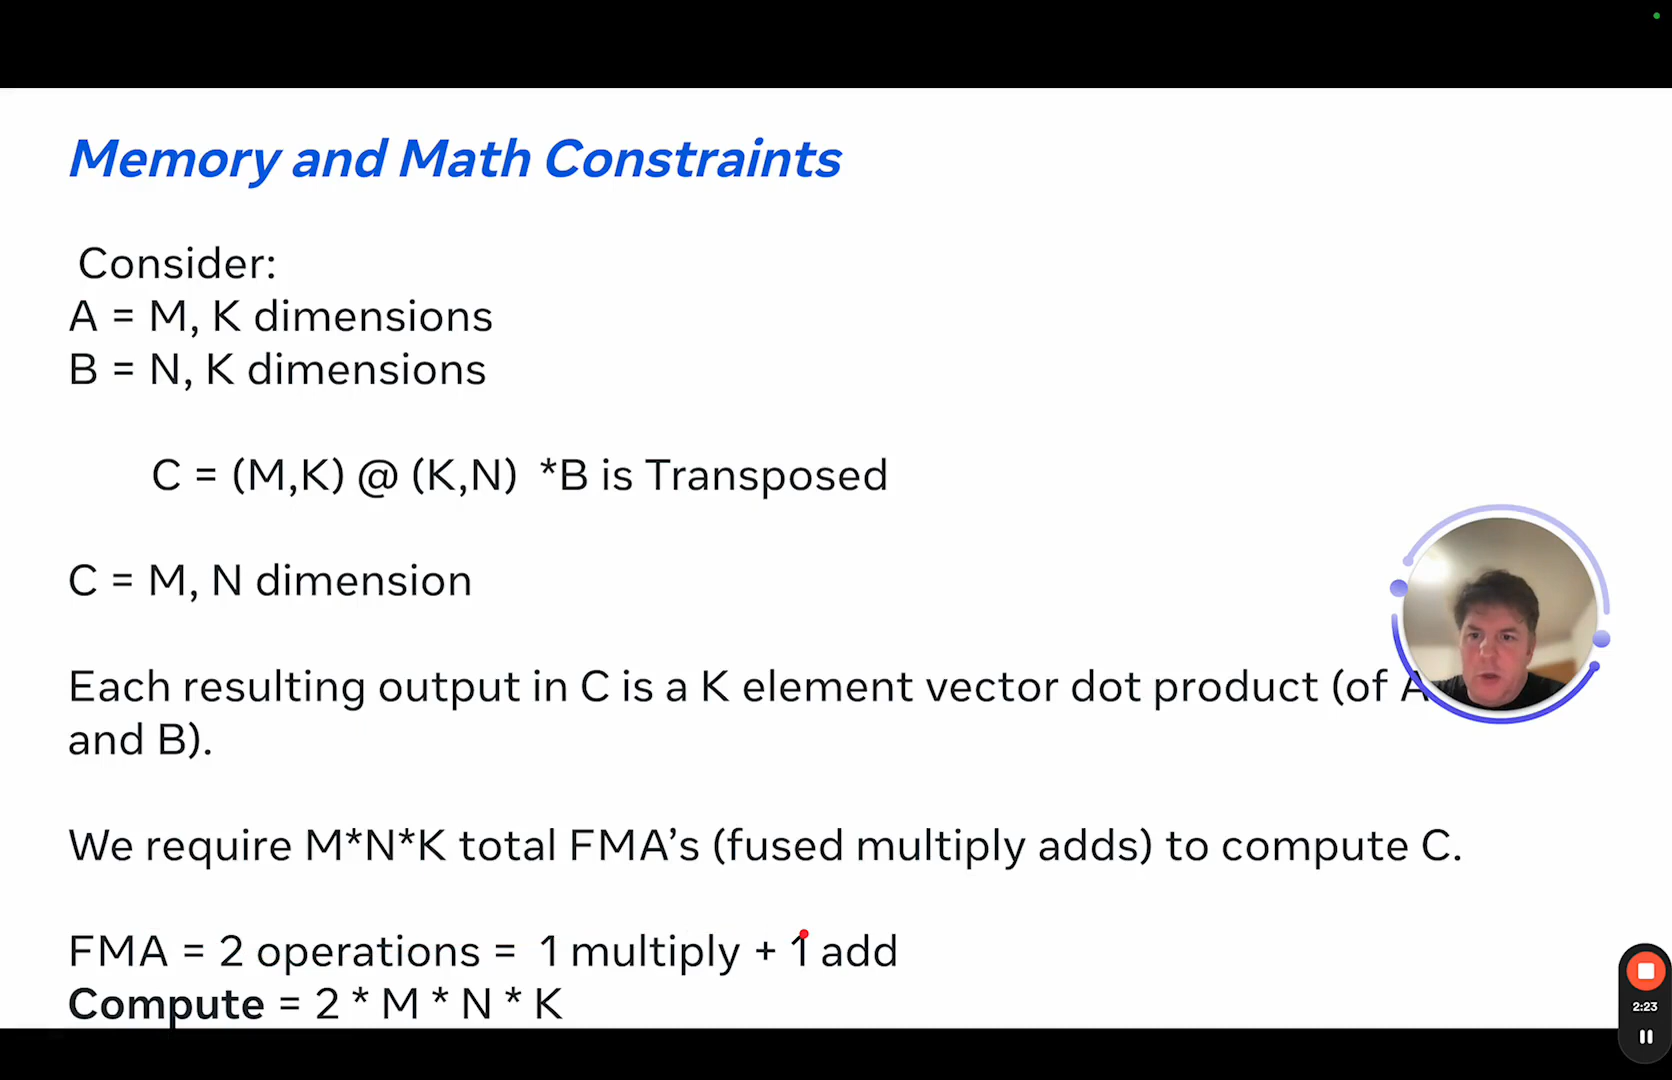 Memory and Math Constraints
Consider:
A = M, K dimensions
B = N, K dimensions
C = (M,K) @ (K,N) *B is Transposed
C = M, N dimension
Each resulting output in C is a K element vector dot product (of A
and B).
We require M*N*K total FMA’s (fused multiply adds) to compute C.
FMA = 2 operations = 1 multiply + 1 add
Compute = 2 * M * N * K
2:23